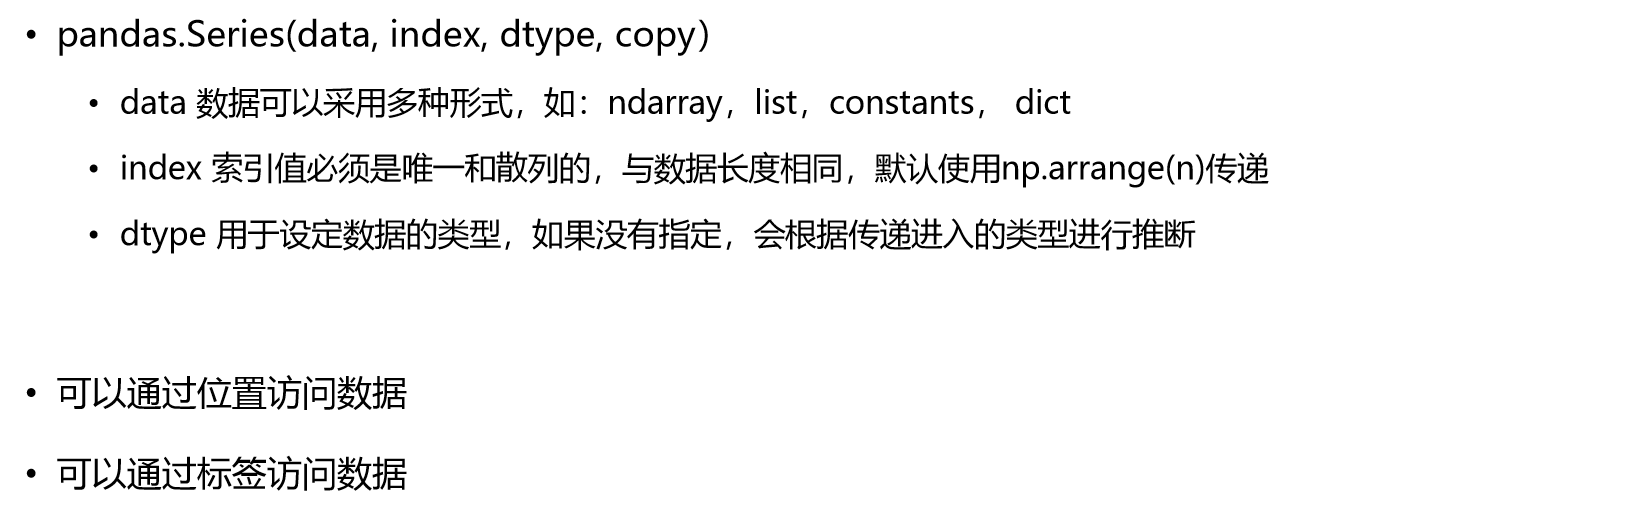 • pandas.Series(data, index, dtype, copy）
• data 数据可以采用多种形式，如：ndarray，list，constants， dict
• index 索引值必须是唯一和散列的，与数据长度相同，默认使用np.arrange(n)传递
• dtype 用于设定数据的类型，如果没有指定，会根据传递进入的类型进行推断
• 可以通过位置访问数据
• 可以通过标签访问数据